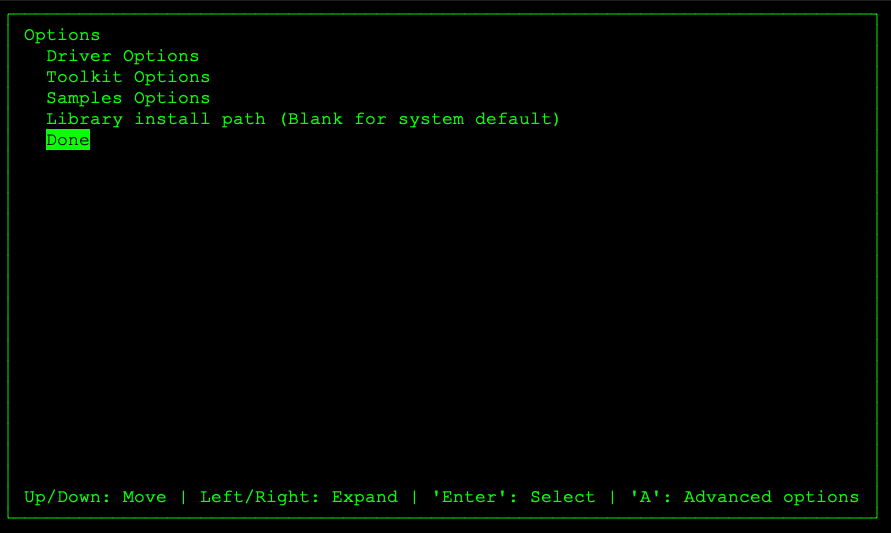 Options
Driver Options
Toolkit Options
Samples Options
Library install path (Blank for system default)
Done
Up/Down: Move | Left/Right: Expand | 'Enter': Select | 'A': Advanced options